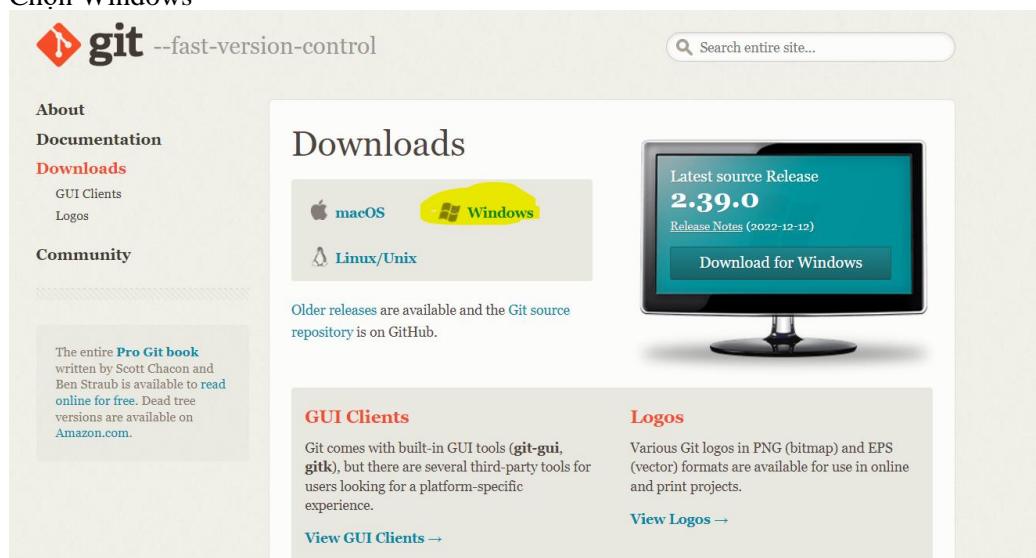 Chọn Windows
git --fast-version-control
Search entire site...
About
Documentation
Downloads
GUI Clients
Logos
Community
The entire Pro Git book
written by Scott Chacon and
Ben Straub is available to read
online for free. Dead tree
versions are available on
Amazon.com.
Downloads
macOS
Windows
Linux/Unix
Older releases are available and the Git source
repository is on GitHub.
Latest source Release
2.39.0
Release Notes (2022-12-12)
Download for Windows
GUI Clients
Git comes with built-in GUI tools (git-gui,
gitk), but there are several third-party tools for
users looking for a platform-specific
experience.
View GUI Clients →
Logos
Various Git logos in PNG (bitmap) and EPS
(vector) formats are available for use in online
and print projects.
View Logos →